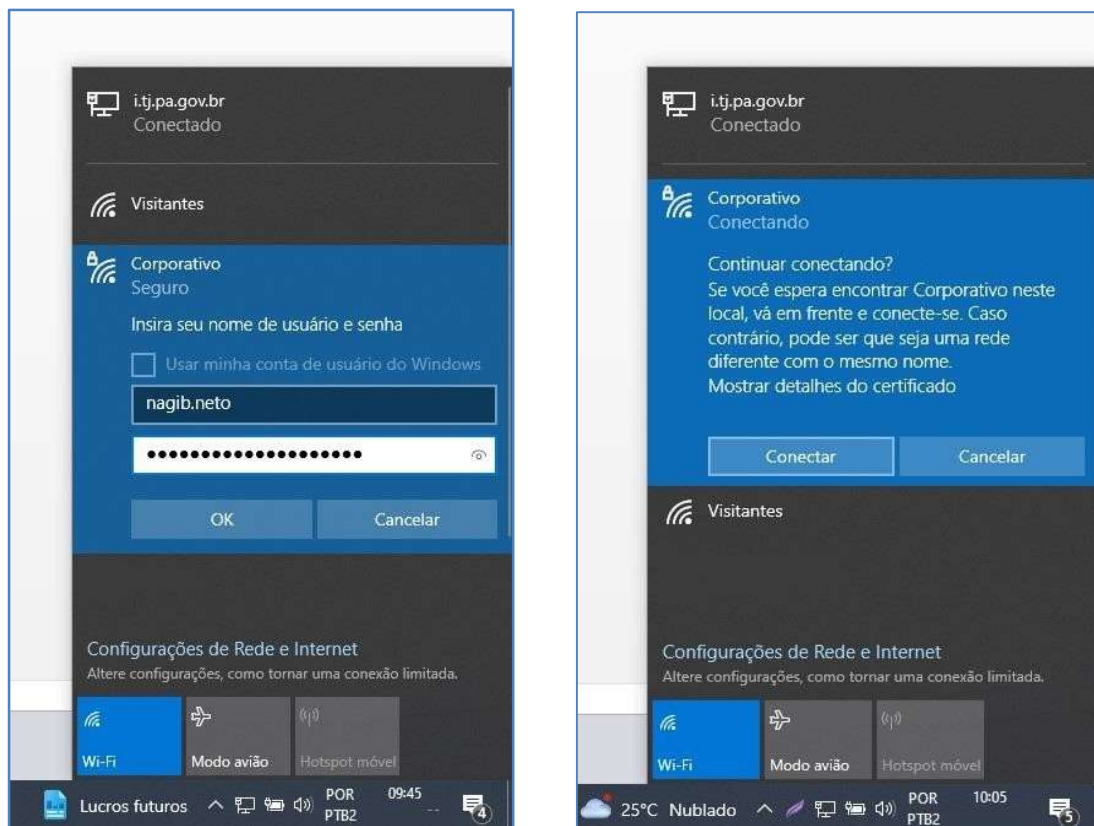 i.tj.pa.gov.br
Conectado
Visitantes
Corporativo
Seguro
Insira seu nome de usuário e senha
Usar minha conta de usuário do Windows
nagib.neto
••••••••••••••••••••
OK Cancelar
Configurações de Rede e Internet
Altere configurações, como tornar uma conexão limitada.
Wi-Fi Modo avião Hotspot móvel
Lucros futuros POR 09:45
PTB2 4
i.tj.pa.gov.br
Conectado
Corporativo
Conectando
Continuar conectando?
Se você espera encontrar Corporativo neste
local, vá em frente e conecte-se. Caso
contrário, pode ser que seja uma rede
diferente com o mesmo nome.
Mostrar detalhes do certificado
Conectar Cancelar
Visitantes
Configurações de Rede e Internet
Altere configurações, como tornar uma conexão limitada.
Wi-Fi Modo avião Hotspot móvel
25°C Nublado POR 10:05
PTB2 5